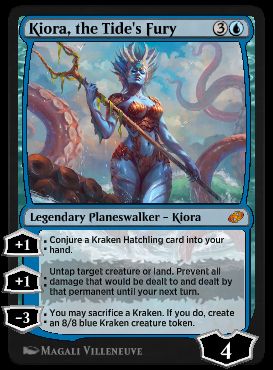 Kiora, the Tide's Fury 3
Legendary Planeswalker – Kiora
+1 : Conjure a Kraken Hatchling card into your
hand.
+1 : Untap target creature or land. Prevent all
damage that would be dealt to and dealt by
that permanent until your next turn.
-3 : You may sacrifice a Kraken. If you do, create
an 8/8 blue Kraken creature token.
Magali Villeneuve
4